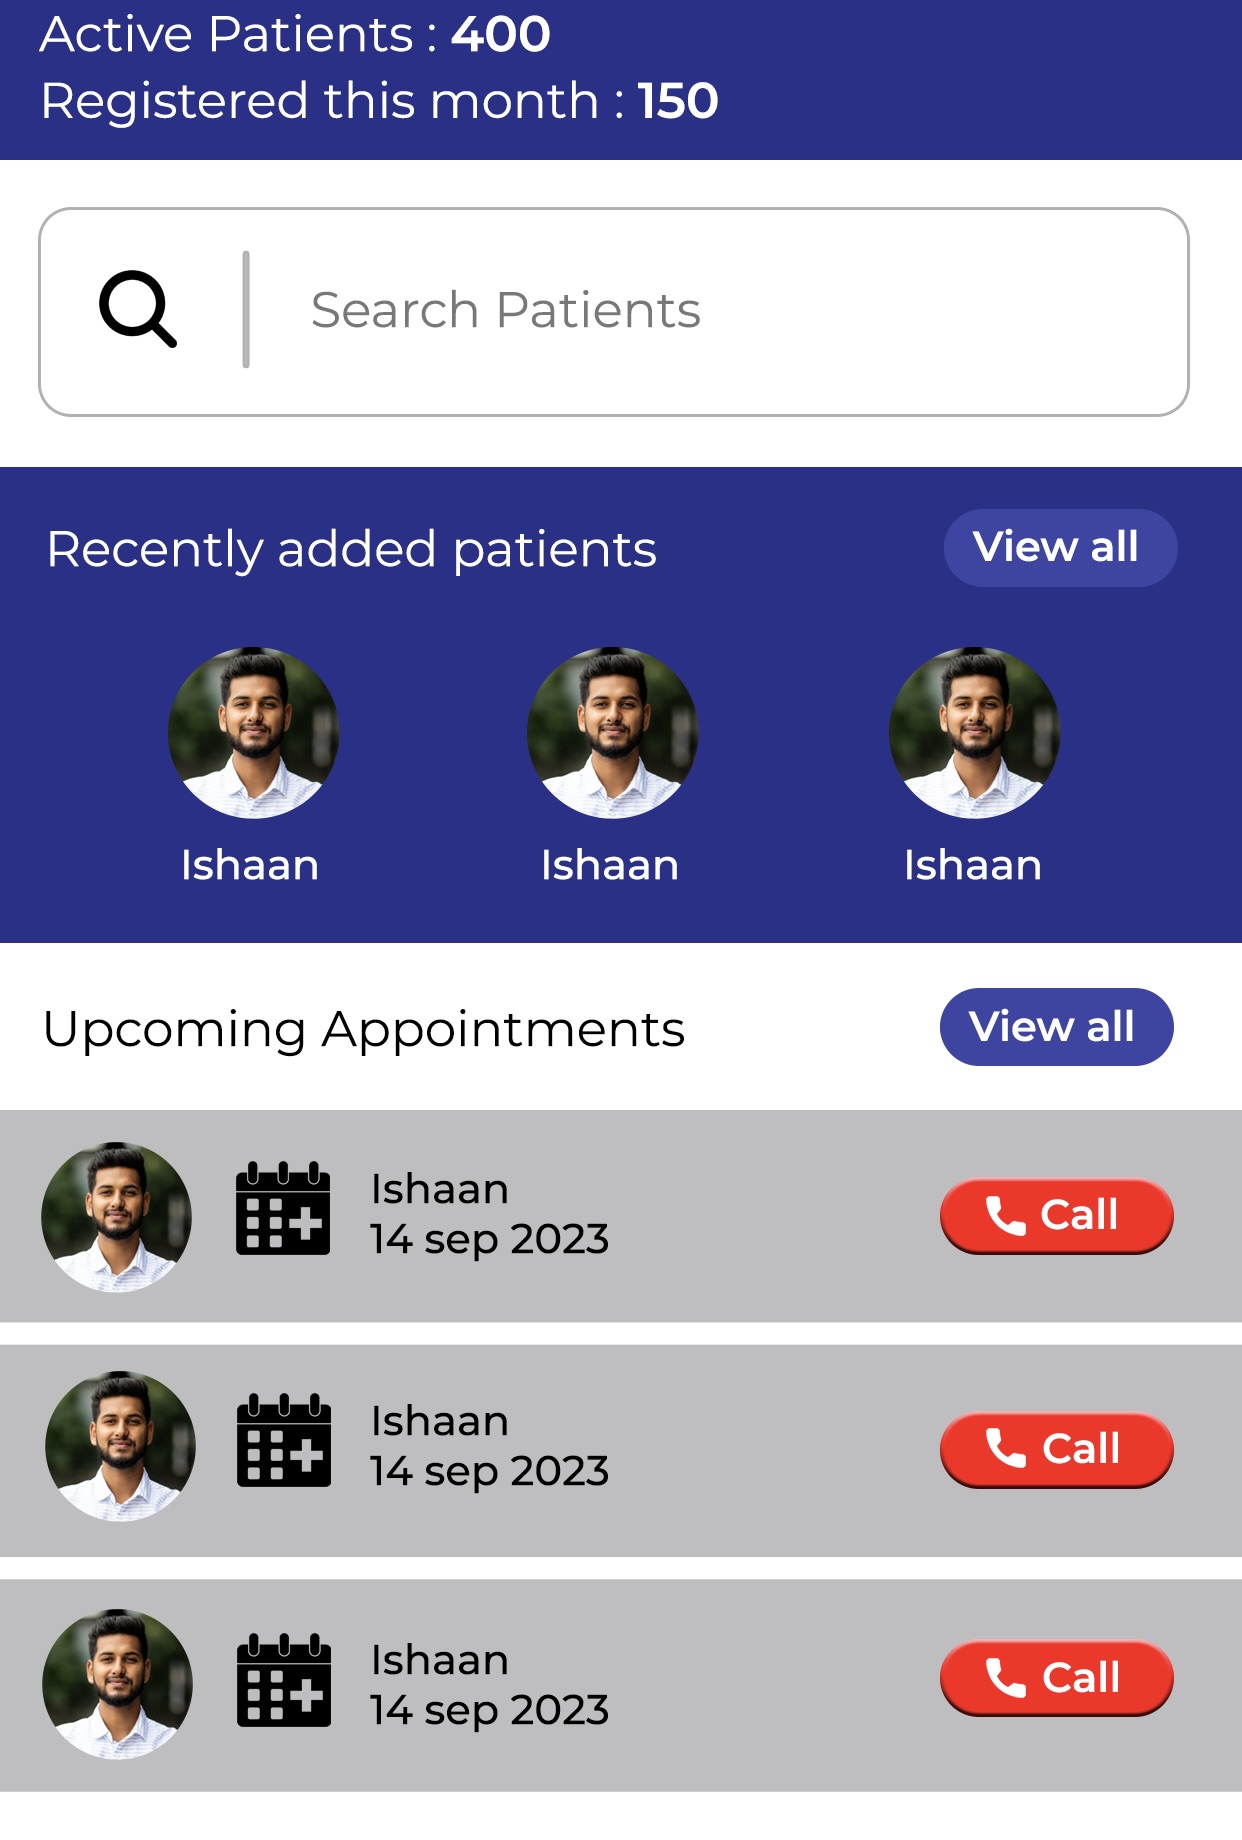 Active Patients : 400
Registered this month : 150
Search Patients
Recently added patients
View all
Ishaan
Ishaan
Ishaan
Upcoming Appointments
View all
Ishaan
14 sep 2023
Call
Ishaan
14 sep 2023
Call
Ishaan
14 sep 2023
Call